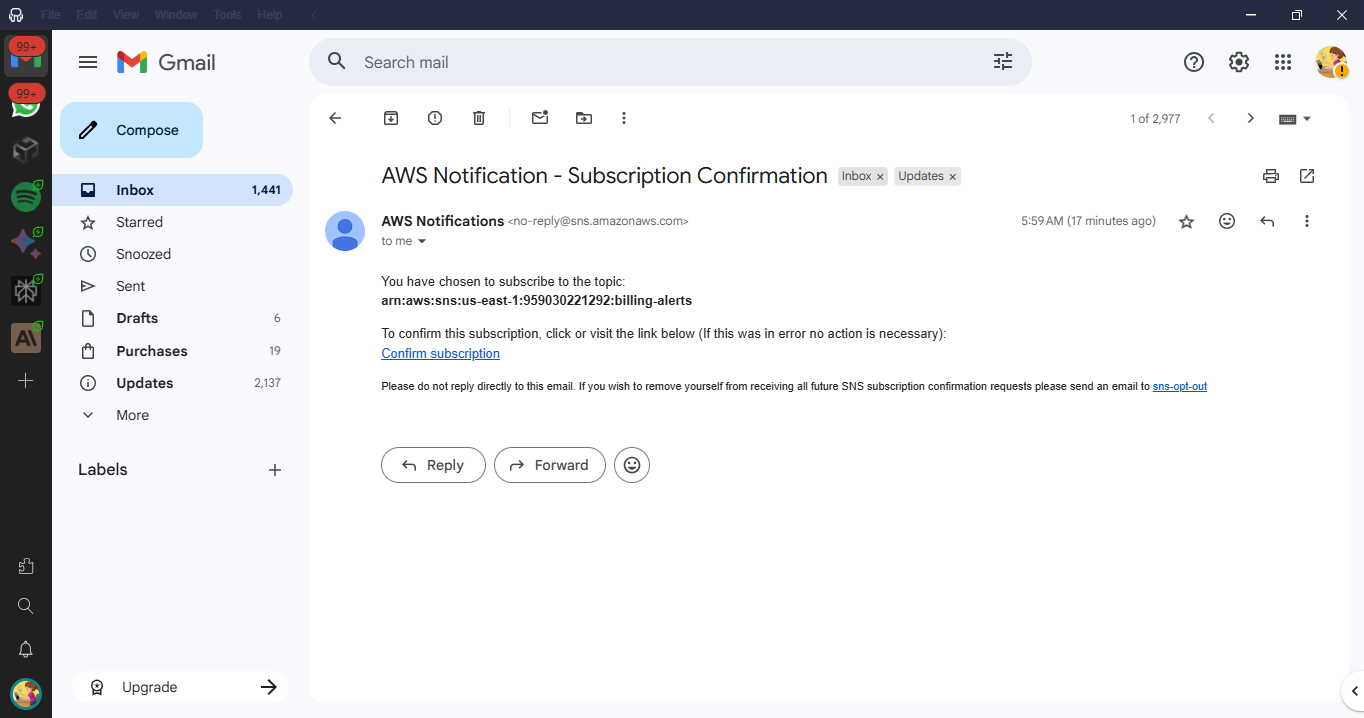 File Edit View Window Tools Help
99+
99+
Gmail
Search mail
Compose
1 of 2,977
Inbox 1,441
Starred
Snoozed
Sent
Drafts 6
Purchases 19
Updates 2,137
More
Labels
Upgrade
AWS Notification - Subscription Confirmation Inbox × Updates ×
AWS Notifications <no-reply@sns.amazonaws.com> 5:59 AM (17 minutes ago)
to me
You have chosen to subscribe to the topic:
arn:aws:sns:us-east-1:959030221292:billing-alerts
To confirm this subscription, click or visit the link below (If this was in error no action is necessary):
Confirm subscription
Please do not reply directly to this email. If you wish to remove yourself from receiving all future SNS subscription confirmation requests please send an email to sns-opt-out
Reply Forward